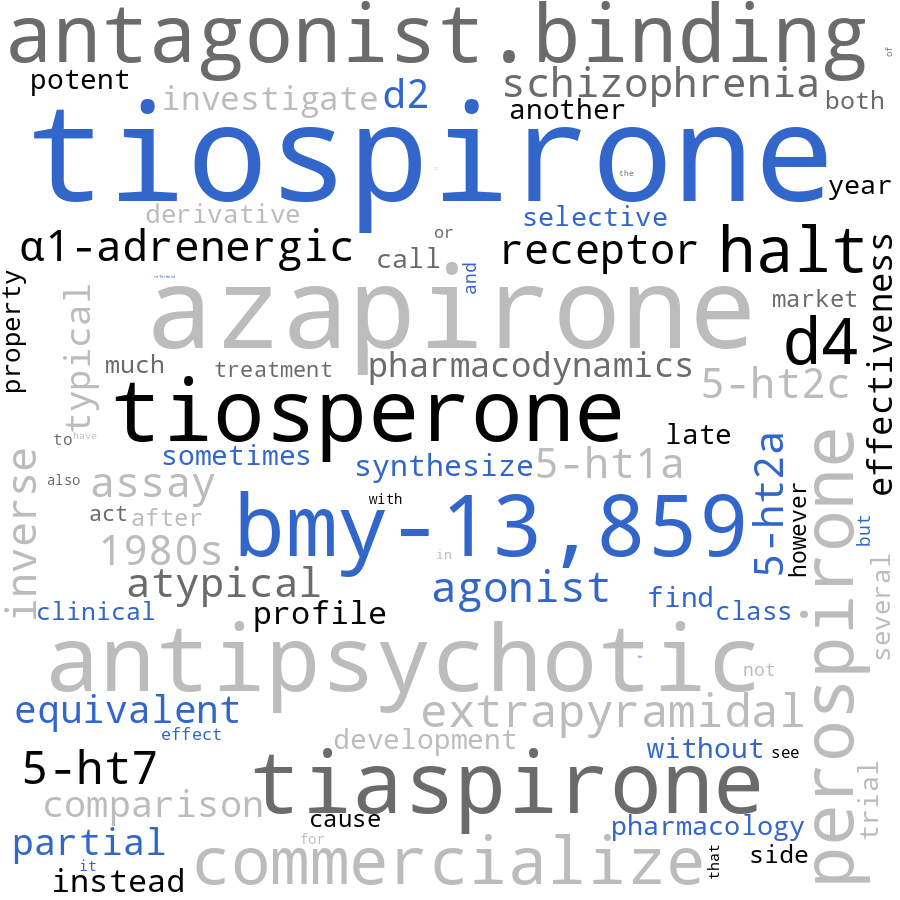 antagonist.binding
of
potent
investigate
d2
schizophrenia
another
both
tiospirone
the
year
derivative
selective
α1-adrenergic
or
call
and
receptor
halt
property
typical
azapirone
market
effectiveness
d4
much
treatment
pharmacodynamics
5-ht2c
tiosperone
late
to
have
sometimes
synthesize
5-ht1a
5-ht2a
inverse
also
assay
with
bmy-13,859
however
but
perospirone
act
after
1980s
in
several
atypical
agonist
find
class
clinical
profile
antipsychotic
not
equivalent
extrapyramidal
effect
development
without
see
5-ht7
tiaspirone
trial
comparison
cause
pharmacology
partial
for
commercialize
that
side
it
instead